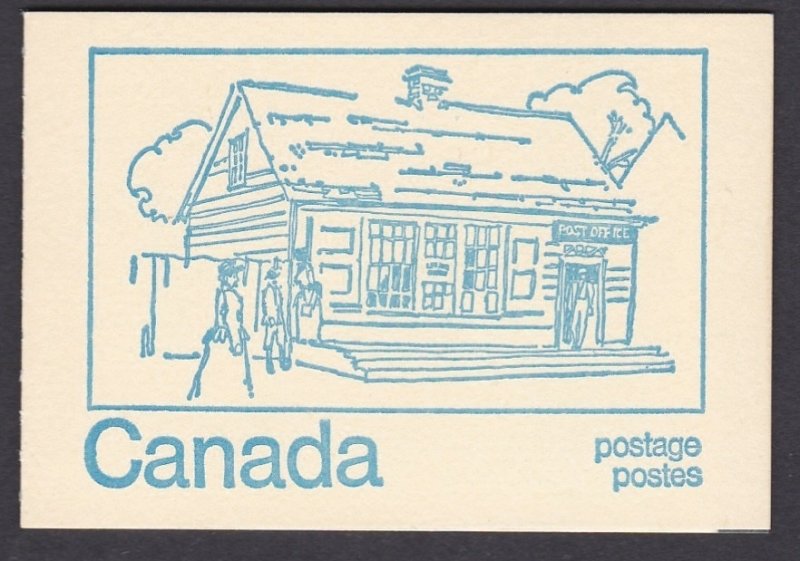 POST OFFICE
Canada
postage
postes